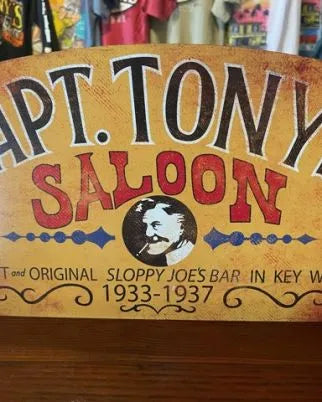 APT. TONY'
SALOON
T and ORIGINAL SLOPPY JOE'S BAR IN KEY W
1933-1937